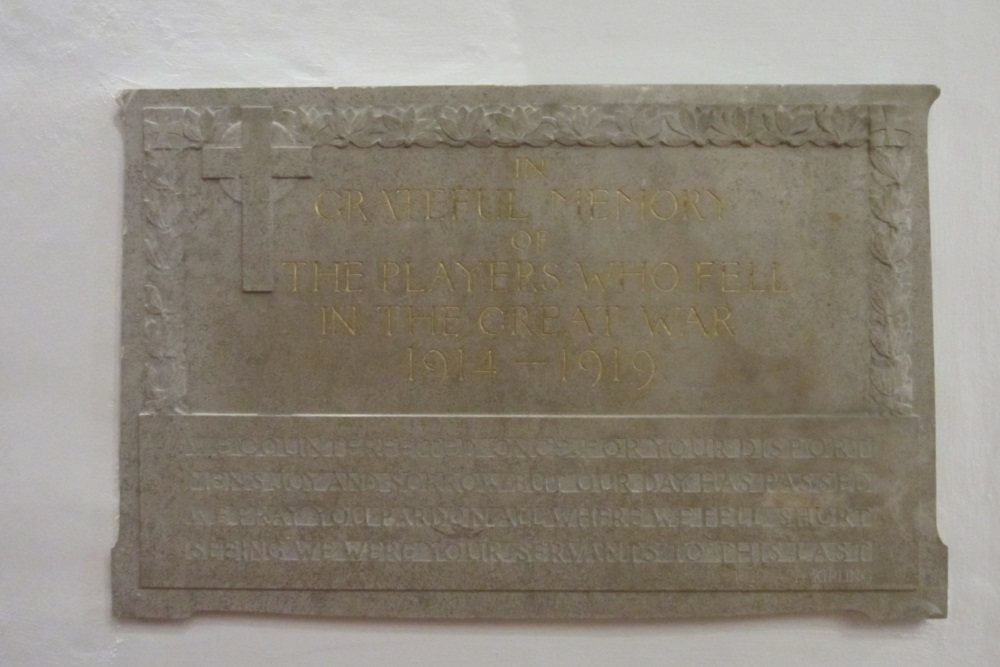 IN
GRATEFUL MEMORY
OF
THE PLAYERS WHO FELL
IN THE GREAT WAR
1914 — 1919
WE COUNTERFEITED ONCE FOR YOUR DISPORT
MEN'S JOY AND SORROW BUT OUR DAY HAS PASSED
WE PRAY YOU PARDON ALL WHERE WE FELL SHORT
SEEING WE WERE YOUR SERVANTS TO THIS LAST
KIPLING